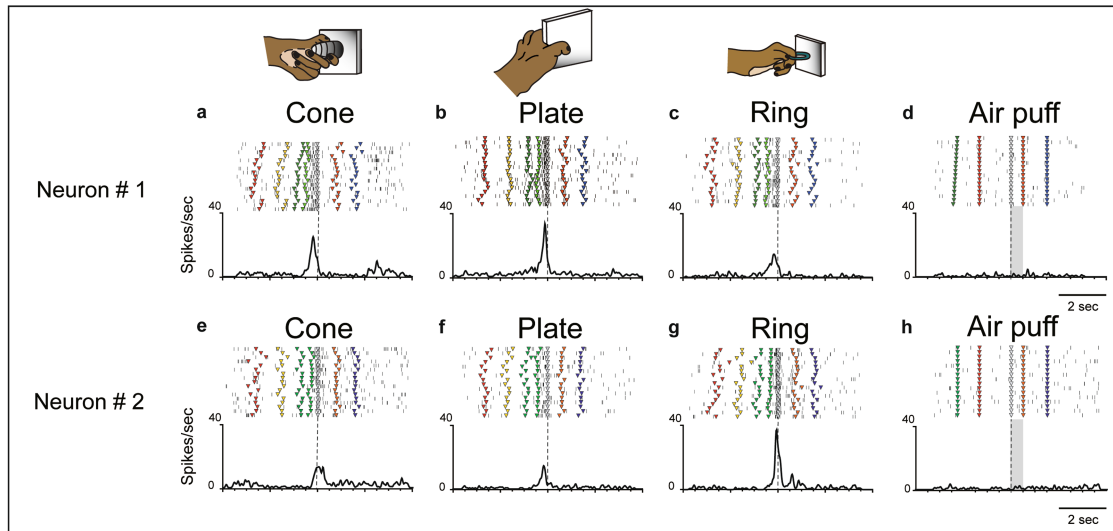 a Cone b Plate c Ring d Air puff
Neuron # 1
Spikes/sec
40 40 40 40
0 0 0 0
2 sec
e Cone f Plate g Ring h Air puff
Neuron # 2
Spikes/sec
40 40 40 40
0 0 0 0
2 sec